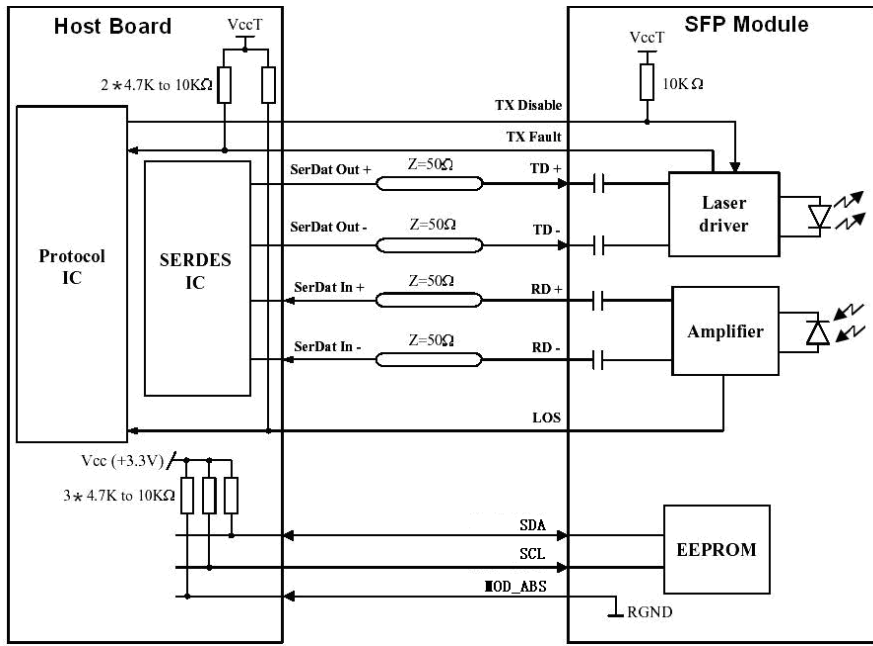 Host Board
SFP Module
VccT
VccT
2*4.7K to 10KΩ
10KΩ
TX Disable
TX Fault
SerDat Out +
Z=50Ω
TD +
SerDat Out -
Z=50Ω
TD -
Laser
driver
Protocol
IC
SERDES
IC
SerDat In +
Z=50Ω
RD +
SerDat In -
Z=50Ω
RD -
Amplifier
LOS
Vcc (+3.3V)
3*4.7K to 10KΩ
SDA
SCL
MOD_ABS
EEPROM
RGND